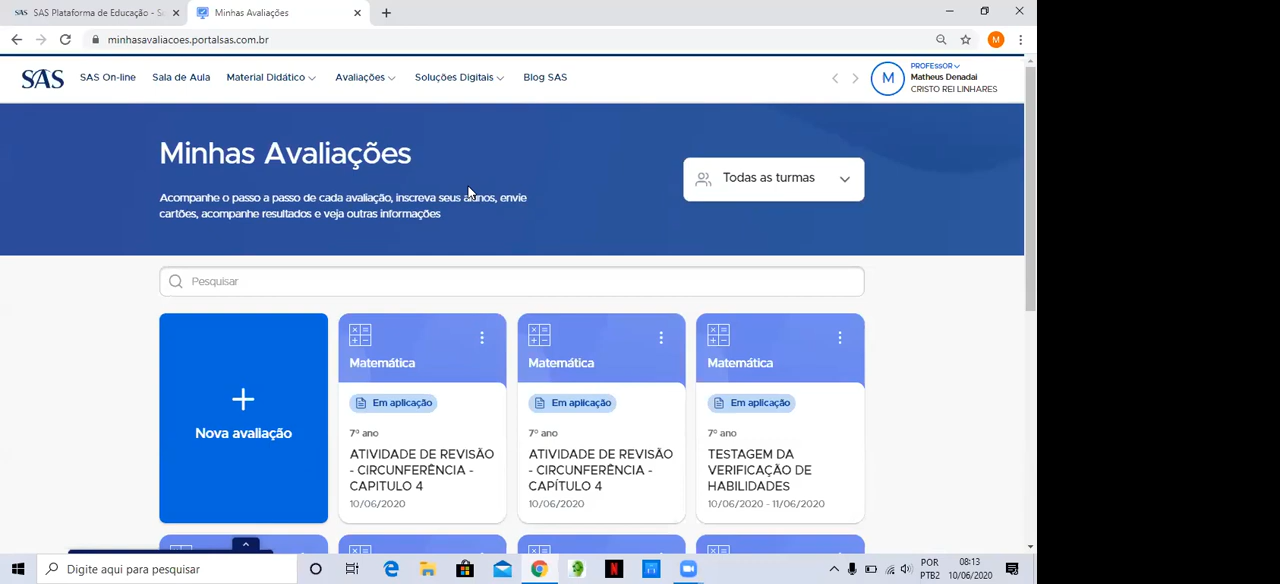 SAS Plataforma de Educação - S
Minhas Avaliações
minhasavaliacoes.portalsas.com.br
M
SAS
SAS On-line
Sala de Aula
Material Didático
Avaliações
Soluções Digitais
Blog SAS
M
PROFESSOR
Matheus Denadai
CRISTO REI LINHARES
Minhas Avaliações
Acompanhe o passo a passo de cada avaliação, inscreva seus alunos, envie
cartões, acompanhe resultados e veja outras informações
Todas as turmas
Pesquisar
Nova avaliação
Matemática
Em aplicação
7º ano
ATIVIDADE DE REVISÃO
- CIRCUNFERÊNCIA -
CAPITULO 4
10/06/2020
Matemática
Em aplicação
7º ano
ATIVIDADE DE REVISÃO
- CIRCUNFERÊNCIA -
CAPÍTULO 4
10/06/2020
Matemática
Em aplicação
7º ano
TESTAGEM DA
VERIFICAÇÃO DE
HABILIDADES
10/06/2020 - 11/06/2020
Digite aqui para pesquisar
POR
PTB2
08:13
10/06/2020